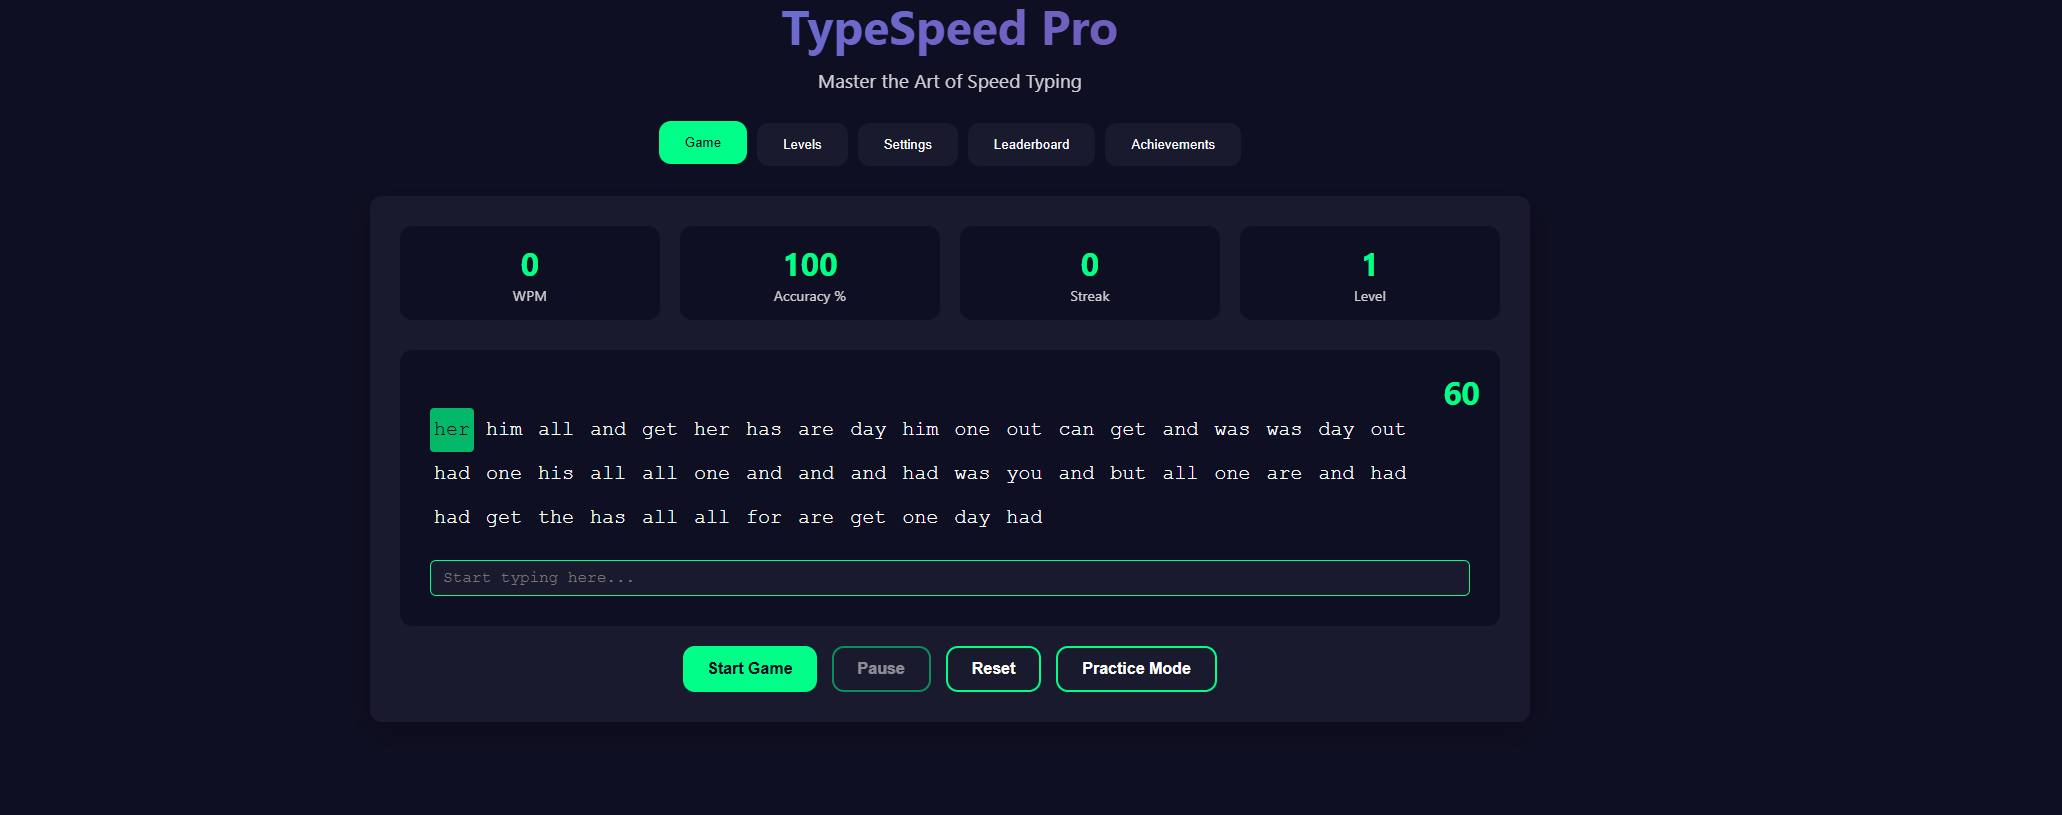 TypeSpeed Pro
Master the Art of Speed Typing
Game Levels Settings Leaderboard Achievements
0 100 0 1
WPM Accuracy % Streak Level
60
her him all and get her has are day him one out can get and was was day out
had one his all all one and and and had was you and but all one are and had
had get the has all all for are get one day had
Start typing here...
Start Game Pause Reset Practice Mode